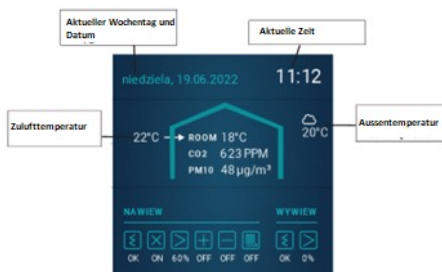 Aktueller Wochentag und
Datum
Aktuelle Zeit
niedziela, 19.06.2022
11:12
Zulufttemperatur
22°C → ROOM 18°C
CO2 623 PPM
PM10 48 µg/m³
20°C
Aussentemperatur
NAWIEW
WYWIEW
OK ON 60% OFF OFF OFF
OK 0%